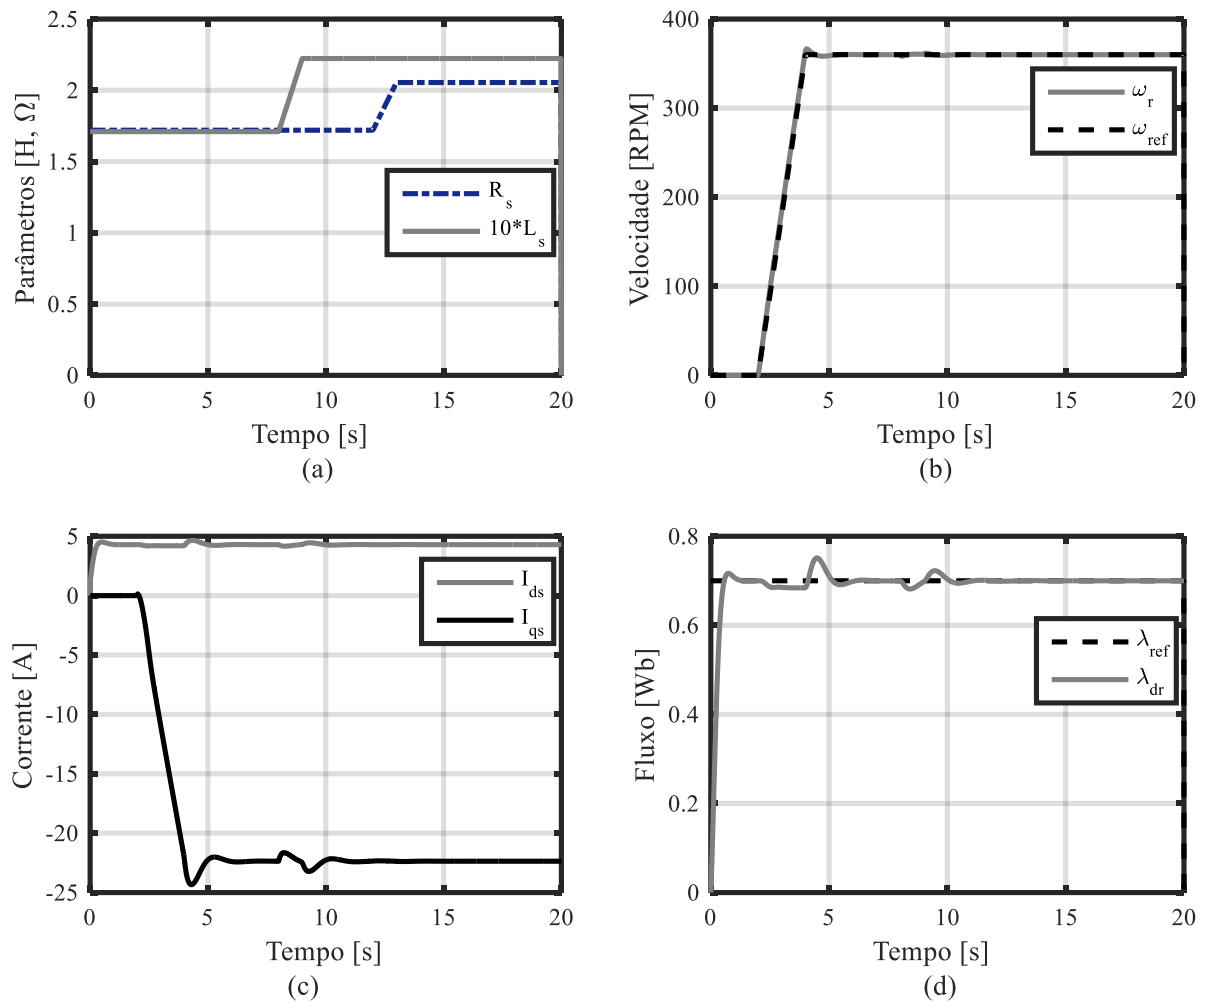 2.5
2
1.5
1
0.5
0
0 5 10 15 20
Parâmetros [H, Ω]
R_s
10*L_s
Tempo [s]
(a)
400
300
200
100
0
0 5 10 15 20
Velocidade [RPM]
ω_r
ω_ref
Tempo [s]
(b)
5
0
-5
-10
-15
-20
-25
0 5 10 15 20
Corrente [A]
I_ds
I_qs
Tempo [s]
(c)
0.8
0.6
0.4
0.2
0
0 5 10 15 20
Fluxo [Wb]
λ_ref
λ_dr
Tempo [s]
(d)